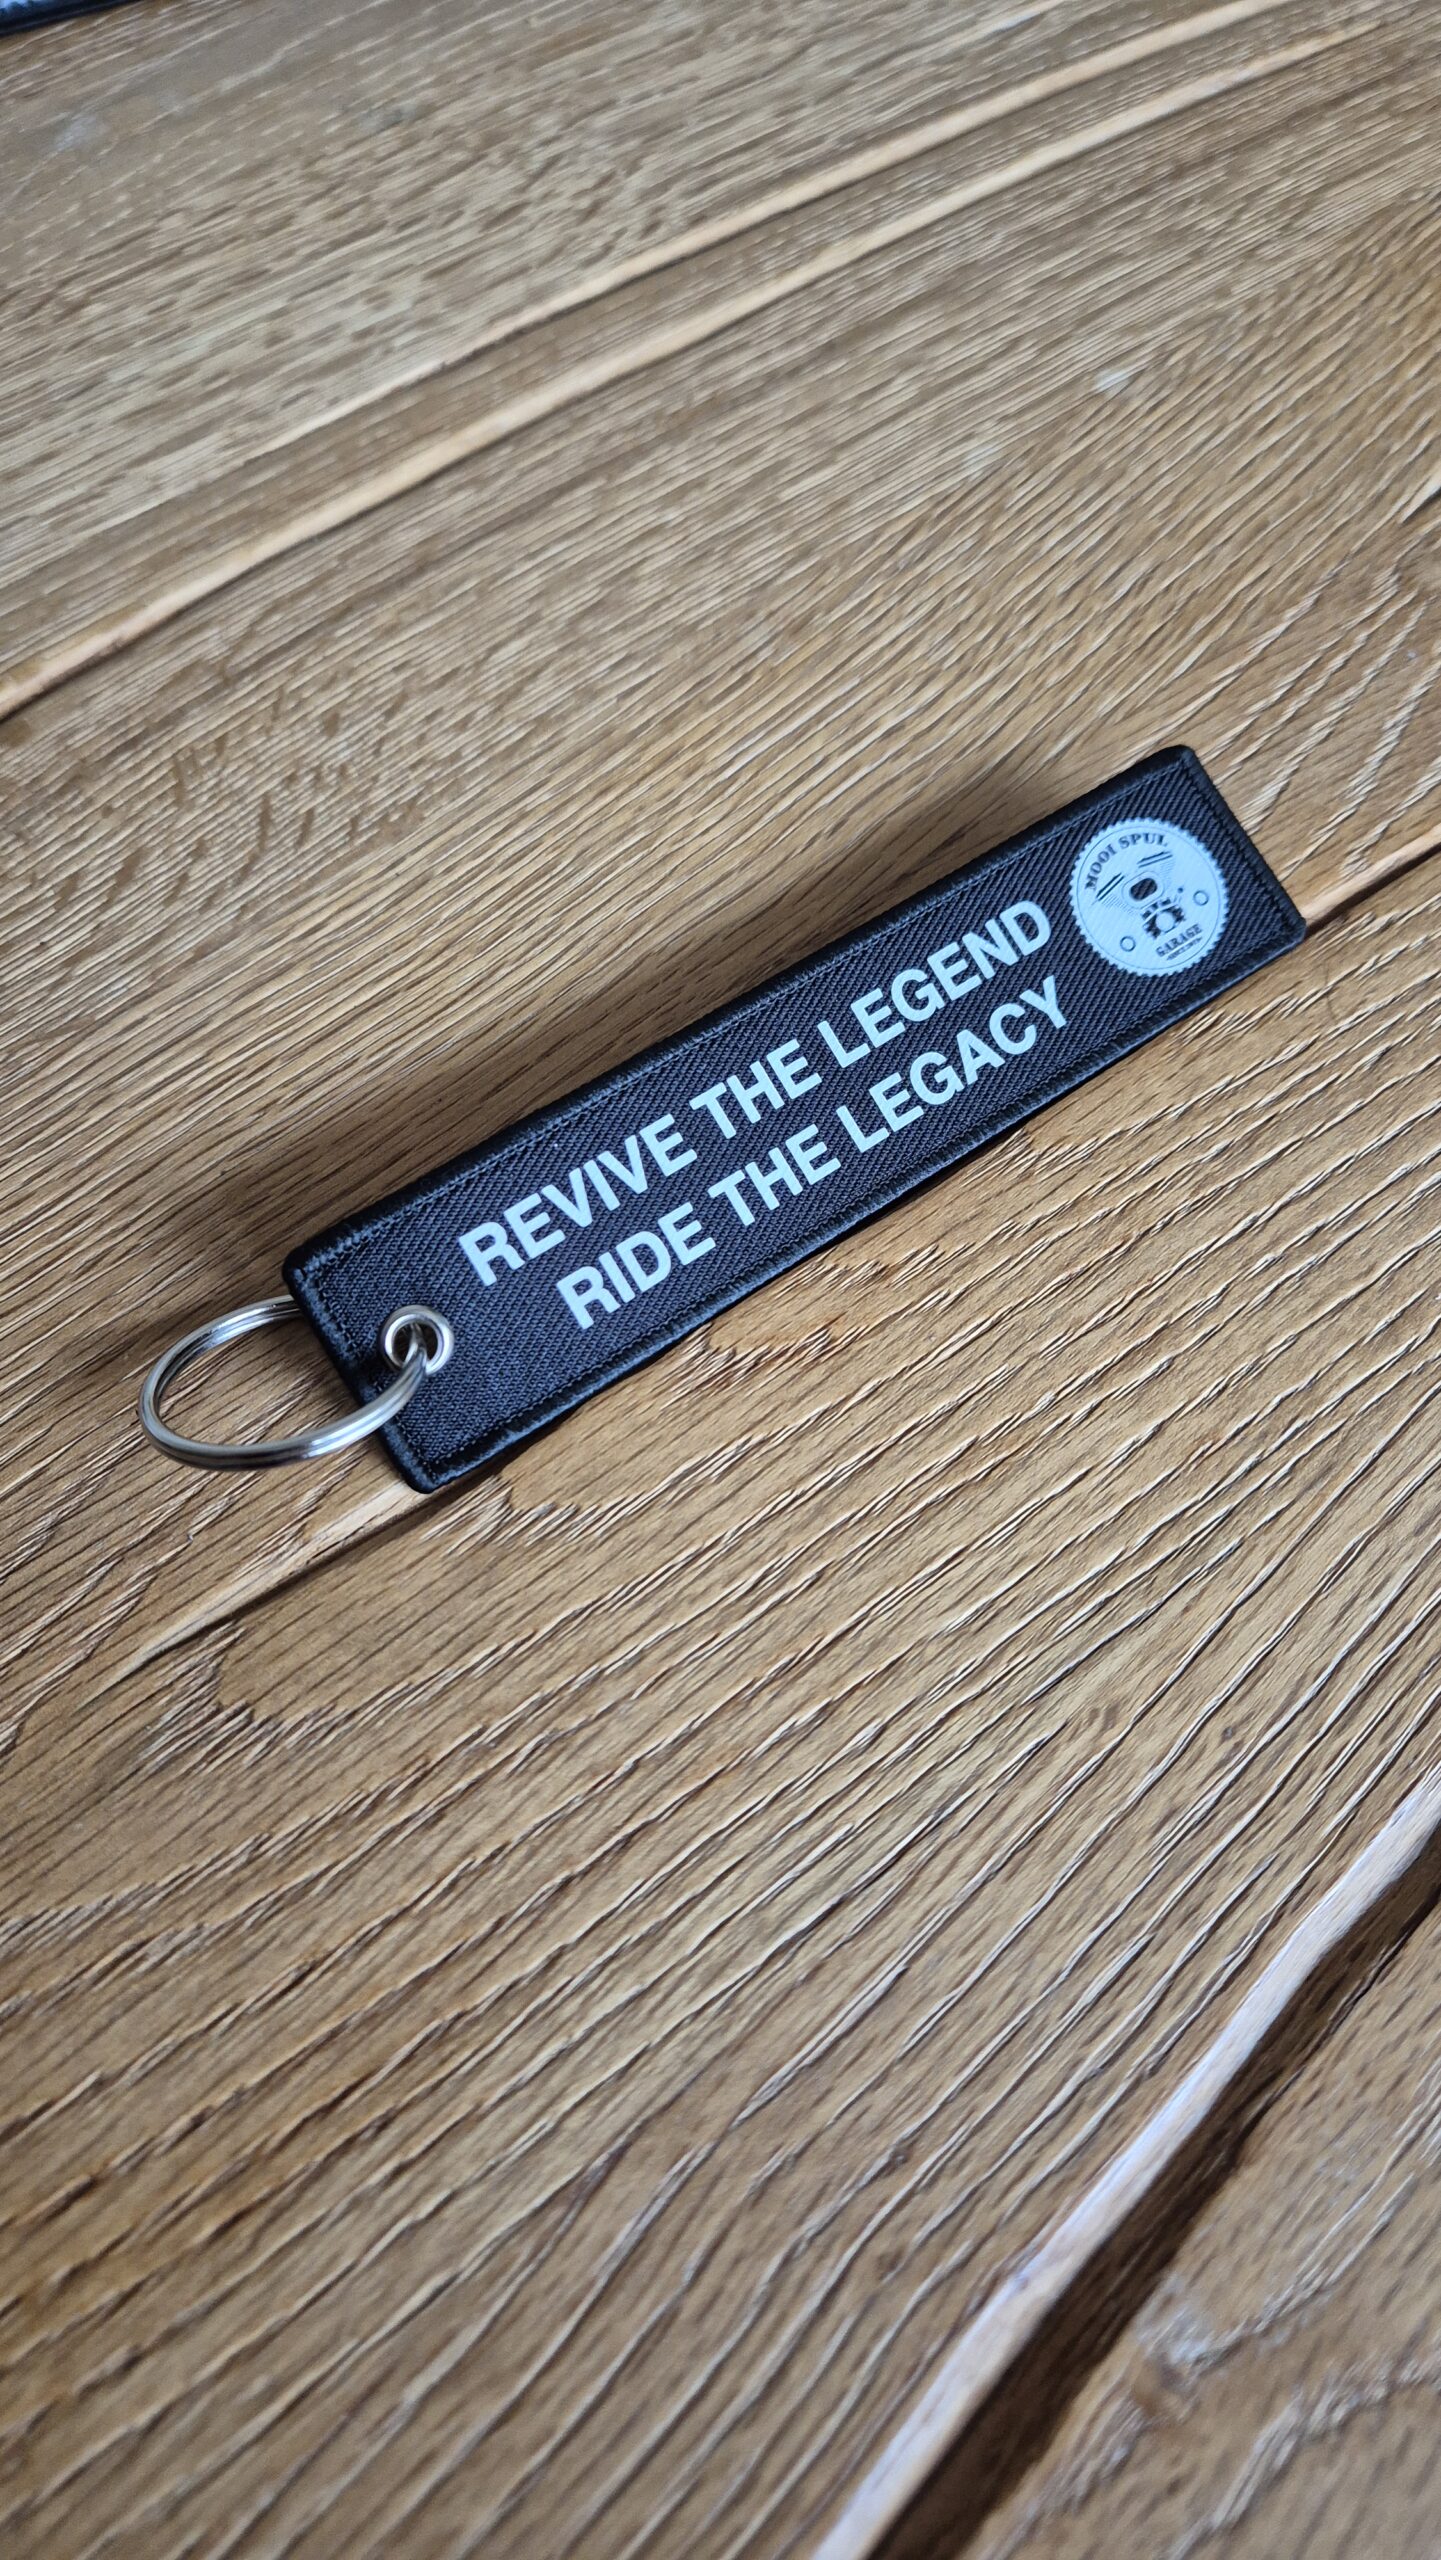 REVIVE THE LEGEND
RIDE THE LEGACY
MOOI SPUL
GARAGE